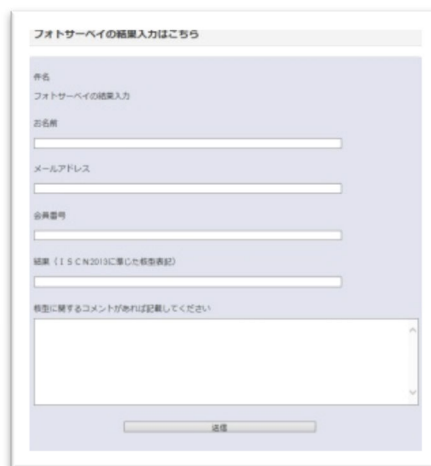 フォトサーベイの結果入力はこちら
件名
フォトサーベイの結果入力
お名前
メールアドレス
会員番号
結果(ISCN2013に準じた核型表記)
核型に関するコメントがあれば記載してください
送信